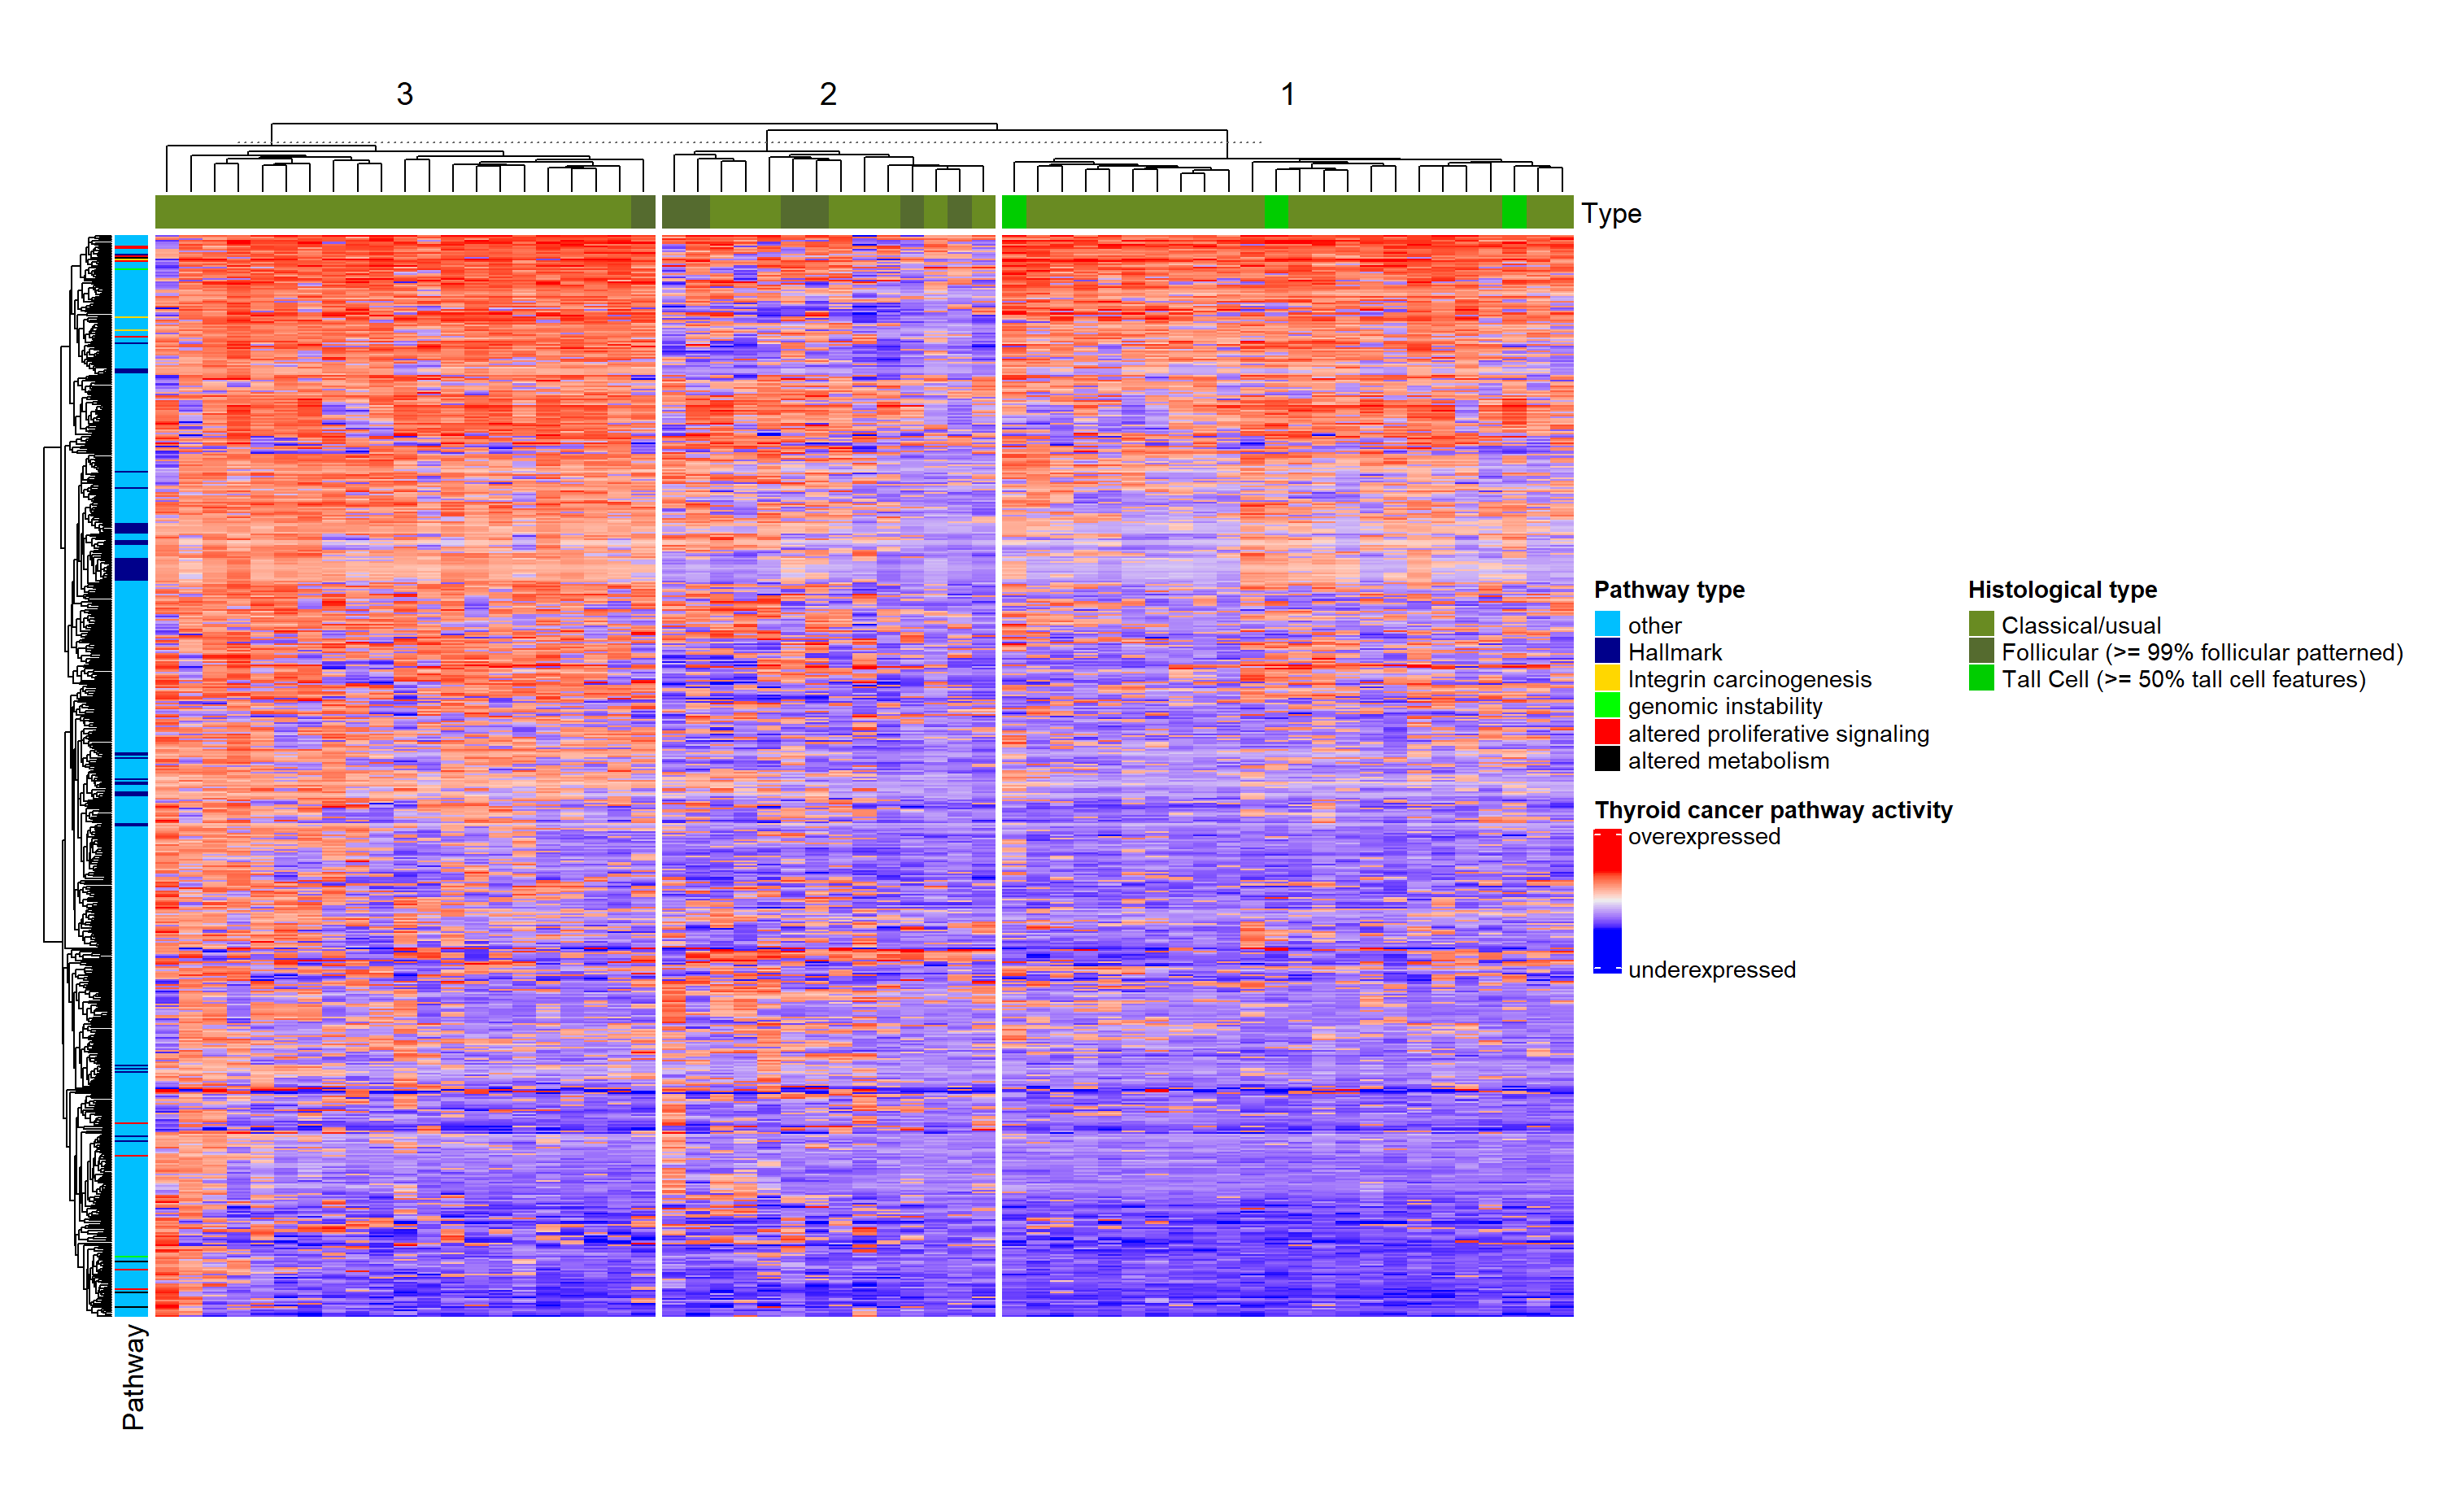 3 2 1
Type
Pathway type
other
Hallmark
Integrin carcinogenesis
genomic instability
altered proliferative signaling
altered metabolism
Histological type
Classical/usual
Follicular (>= 99% follicular patterned)
Tall Cell (>= 50% tall cell features)
Thyroid cancer pathway activity
overexpressed
underexpressed
Pathway